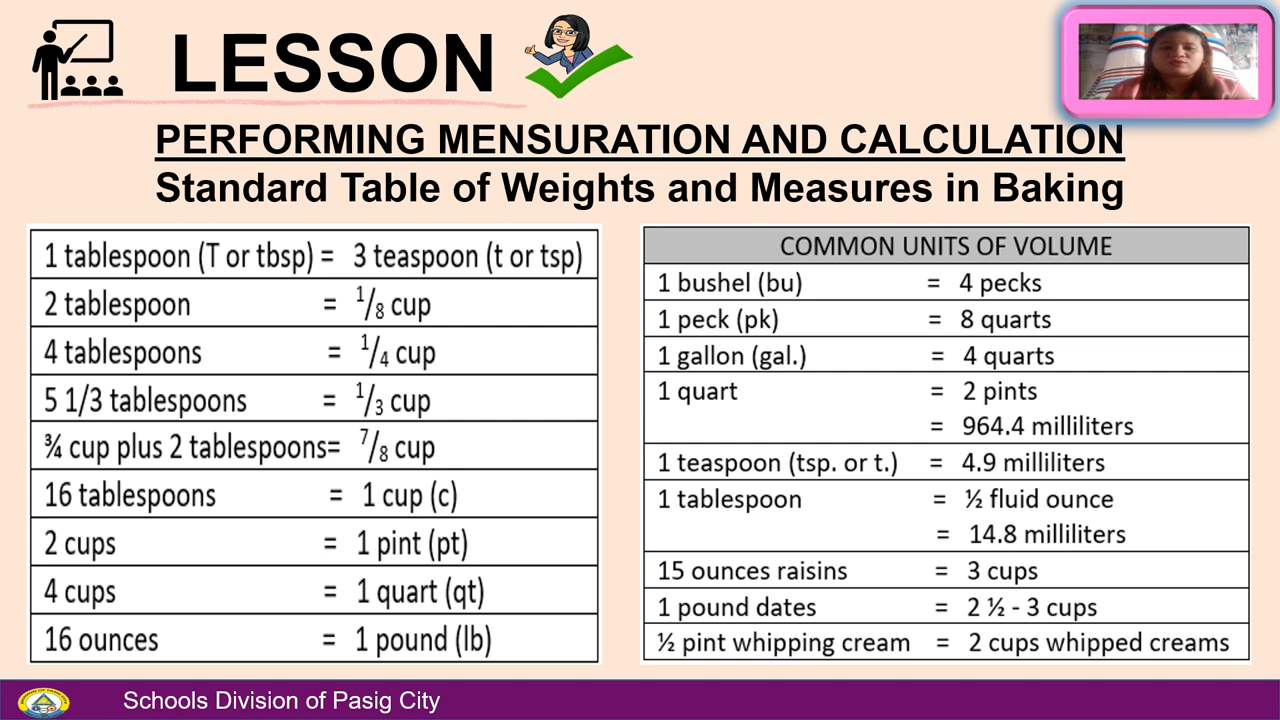 LESSON
PERFORMING MENSURATION AND CALCULATION
Standard Table of Weights and Measures in Baking
1 tablespoon (T or tbsp) = 3 teaspoon (t or tsp)
2 tablespoon = 1/8 cup
4 tablespoons = 1/4 cup
5 1/3 tablespoons = 1/3 cup
¾ cup plus 2 tablespoons= 7/8 cup
16 tablespoons = 1 cup (c)
2 cups = 1 pint (pt)
4 cups = 1 quart (qt)
16 ounces = 1 pound (lb)
COMMON UNITS OF VOLUME
1 bushel (bu) = 4 pecks
1 peck (pk) = 8 quarts
1 gallon (gal.) = 4 quarts
1 quart = 2 pints
= 964.4 milliliters
1 teaspoon (tsp. or t.) = 4.9 milliliters
1 tablespoon = ½ fluid ounce
= 14.8 milliliters
15 ounces raisins = 3 cups
1 pound dates = 2 ½ - 3 cups
½ pint whipping cream = 2 cups whipped creams
Schools Division of Pasig City